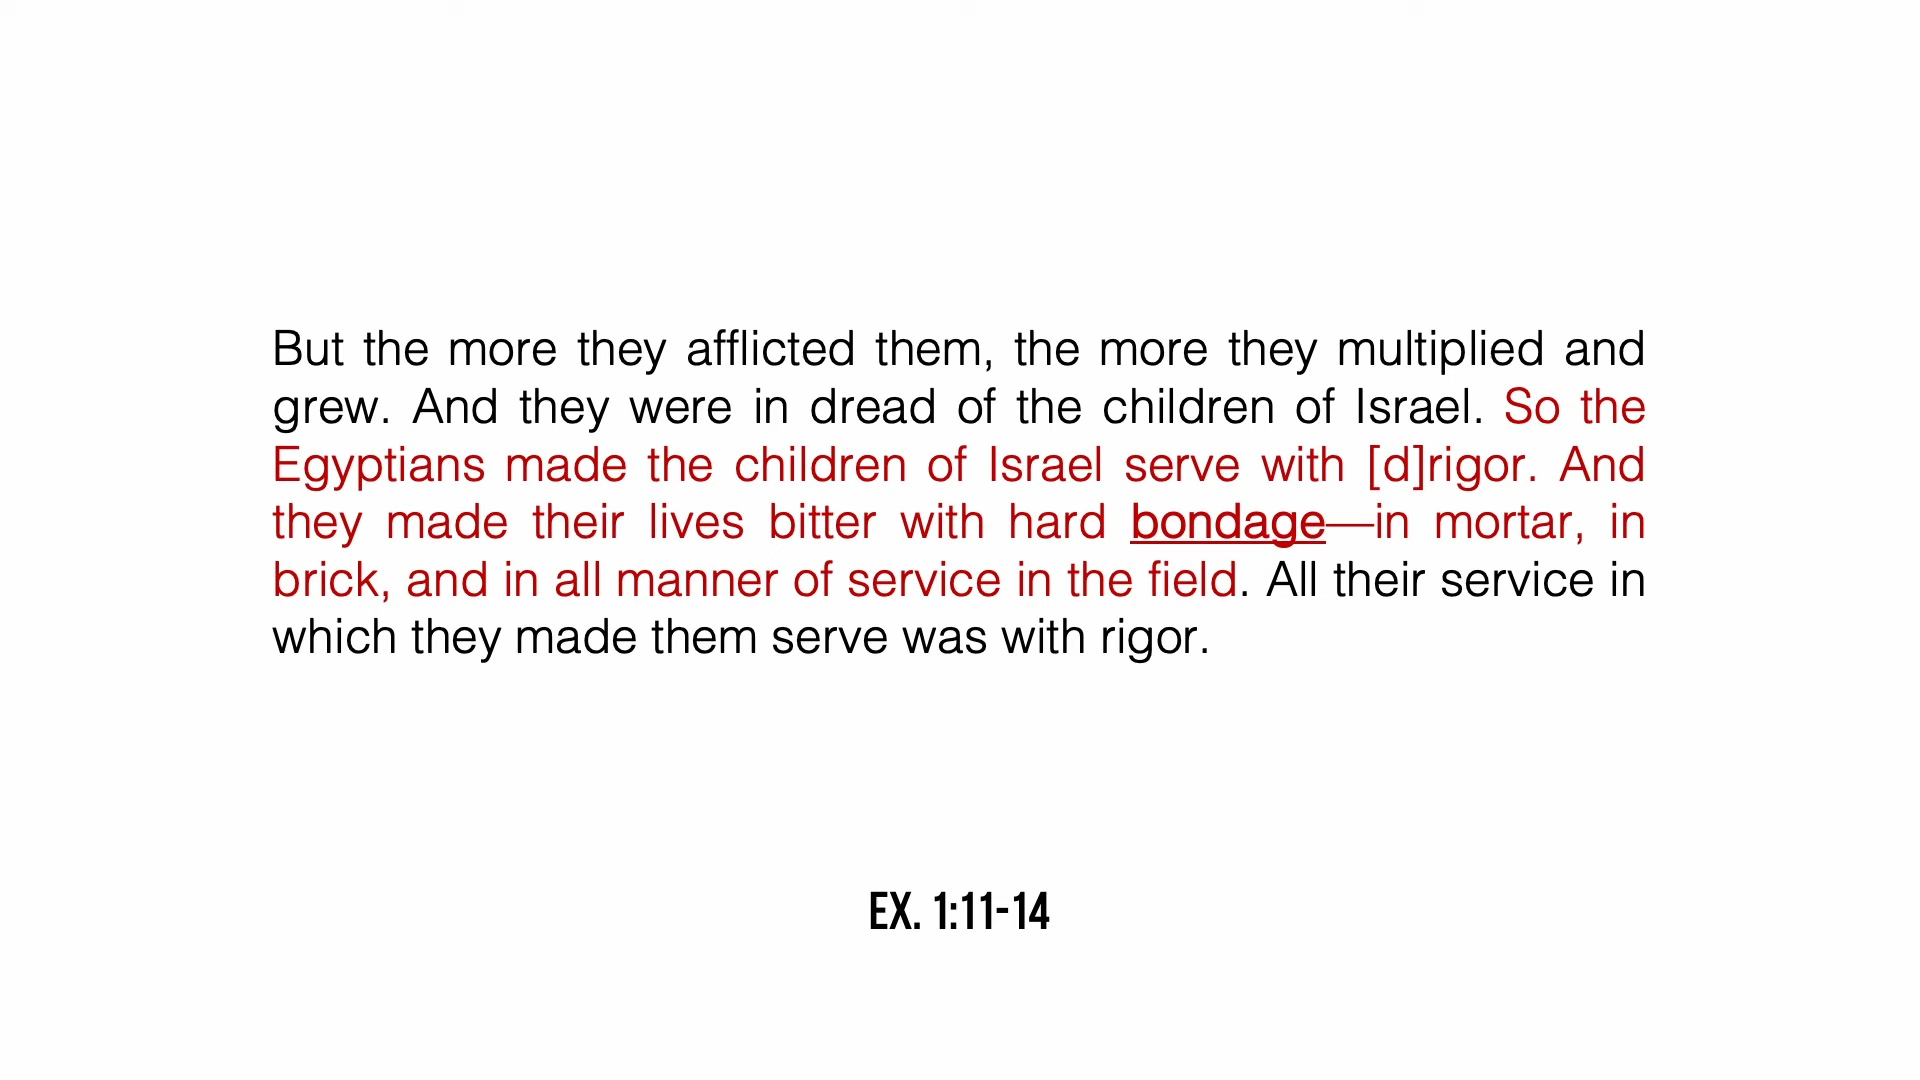 But the more they afflicted them, the more they multiplied and
grew. And they were in dread of the children of Israel. So the
Egyptians made the children of Israel serve with [d]rigor. And
they made their lives bitter with hard bondage—in mortar, in
brick, and in all manner of service in the field. All their service in
which they made them serve was with rigor.
EX. 1:11-14